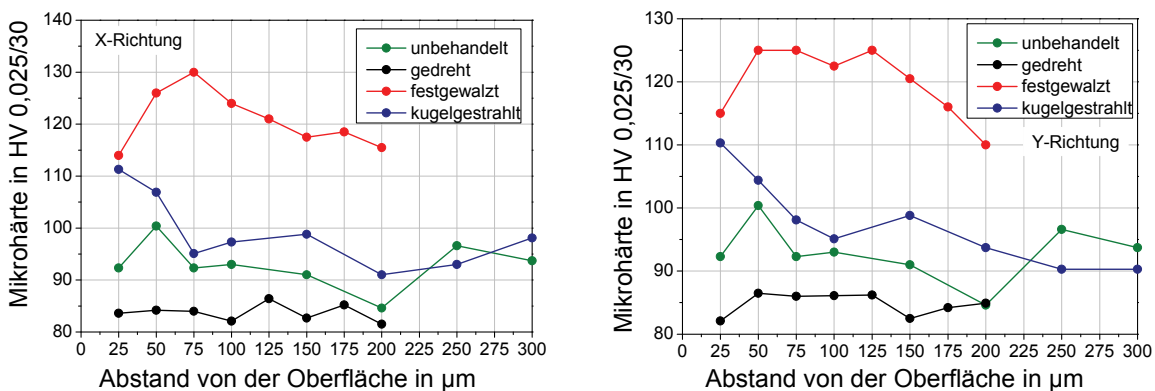 Mikrohärte in HV 0,025/30
140
130
120
110
100
90
80
X-Richtung
unbehandelt
gedreht
festgewalzt
kugelgestrahlt
0 25 50 75 100 125 150 175 200 225 250 275 300
Abstand von der Oberfläche in µm
Mikrohärte in HV 0,025/30
130
120
110
100
90
80
unbehandelt
gedreht
festgewalzt
kugelgestrahlt
Y-Richtung
0 25 50 75 100 125 150 175 200 225 250 275 300
Abstand von der Oberfläche in µm